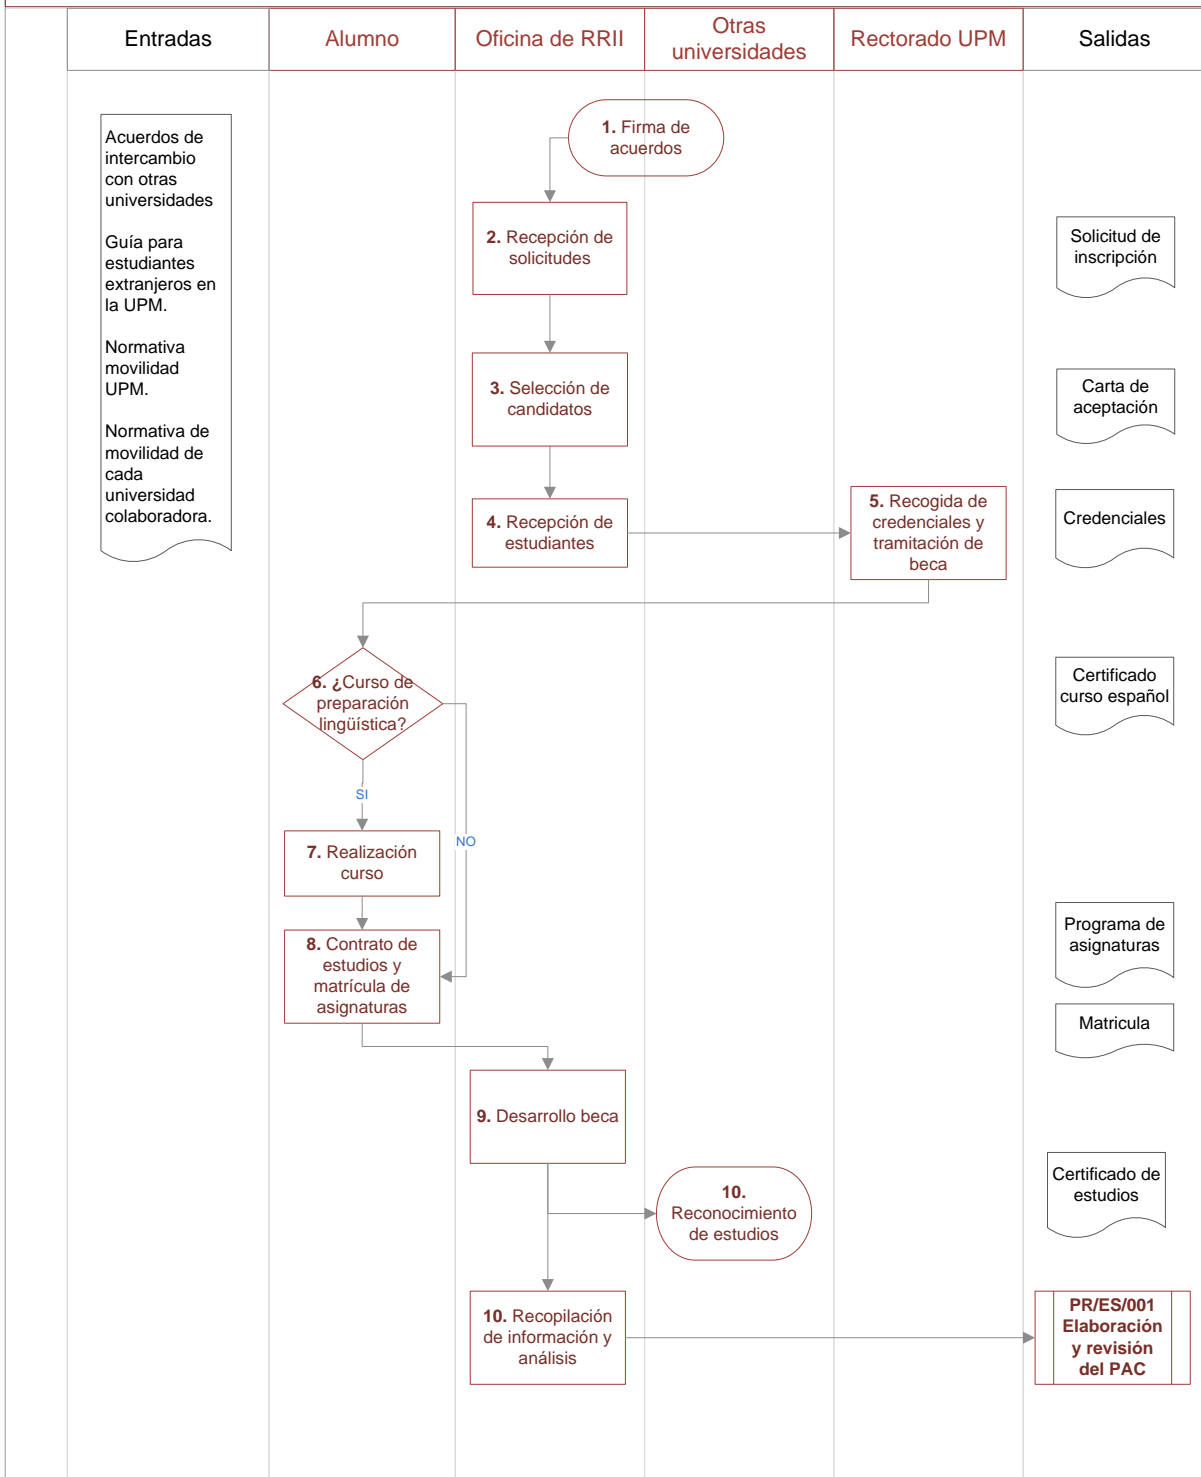 Entradas
Alumno
Oficina de RRII
Otras
universidades
Rectorado UPM
Salidas
Acuerdos de
intercambio
con otras
universidades
Guía para
estudiantes
extranjeros en
la UPM.
Normativa
movilidad
UPM.
Normativa de
movilidad de
cada
universidad
colaboradora.
1. Firma de
acuerdos
2. Recepción de
solicitudes
Solicitud de
inscripción
3. Selección de
candidatos
Carta de
aceptación
4. Recepción de
estudiantes
5. Recogida de
credenciales y
tramitación de
beca
Credenciales
6. ¿Curso de
preparación
lingüística?
Certificado
curso español
SI
NO
7. Realización
curso
8. Contrato de
estudios y
matrícula de
asignaturas
Programa de
asignaturas
Matricula
9. Desarrollo beca
10.
Reconocimiento
de estudios
Certificado de
estudios
10. Recopilación
de información y
análisis
PR/ES/001
Elaboración
y revisión
del PAC